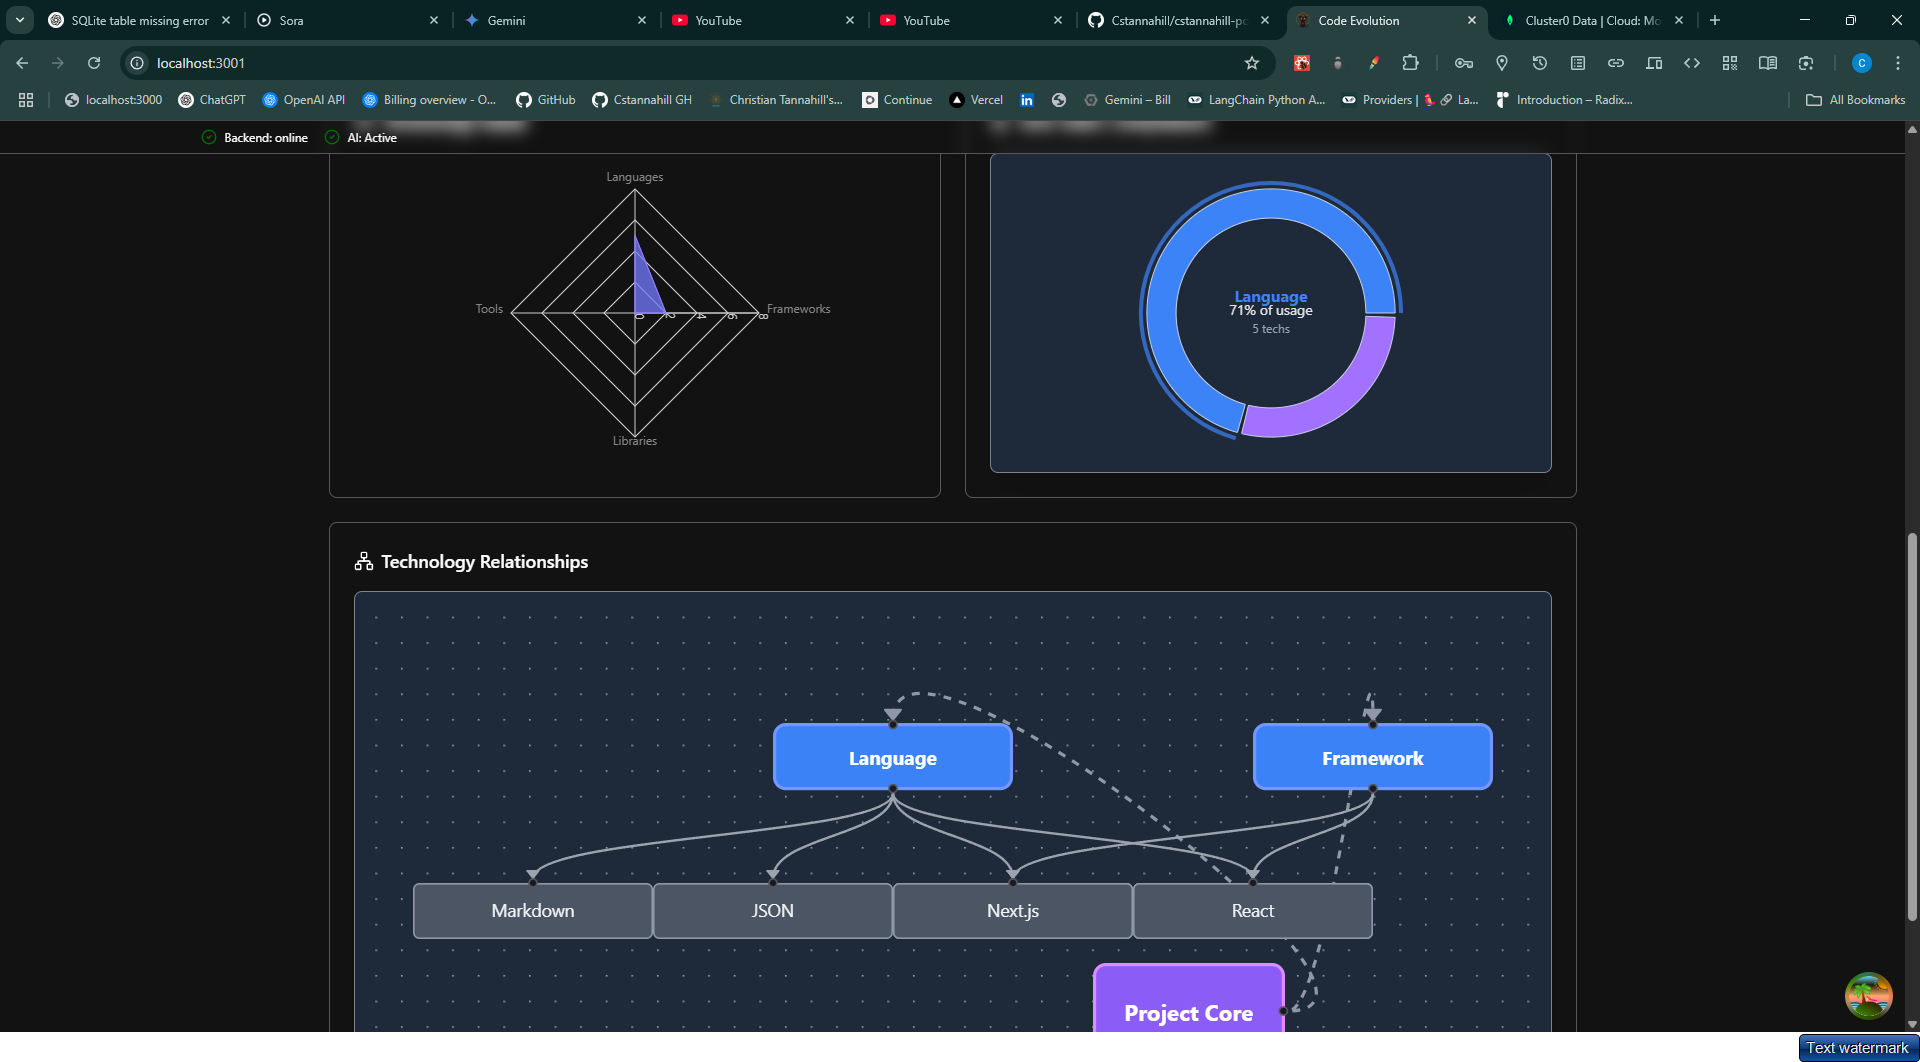 SQLite table missing error
Sora
Gemini
YouTube
YouTube
Cstannahill/cstannahill-po
Code Evolution
Cluster0 Data | Cloud: Mo
localhost:3001
C
localhost:3000
ChatGPT
OpenAI API
Billing overview - O...
GitHub
Cstannahill GH
Christian Tannahill's...
Continue
Vercel
in
Gemini – Bill
LangChain Python A...
Providers | 🦜🔗 La...
Introduction – Radix...
All Bookmarks
Backend: online
AI: Active
Languages
Tools
0
2
4
6
8
Frameworks
Libraries
Language
71% of usage
5 techs
Technology Relationships
Language
Framework
Markdown
JSON
Next.js
React
Project Core
Text watermark